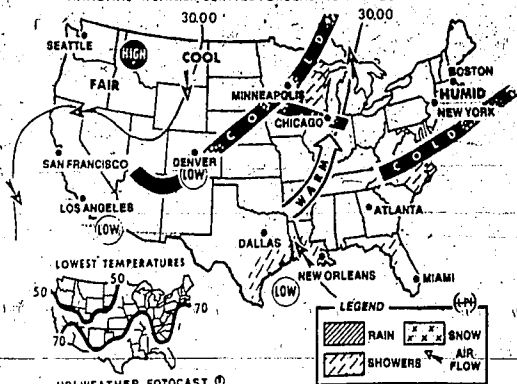 30.00
30.00
SEATTLE
HIGH
COOL
FAIR
COLD
MINNEAPOLIS
BOSTON
HUMID
NEW YORK
CHICAGO
SAN FRANCISCO
DENVER
LOW
COLD
WARM
LOS ANGELES
LOW
ATLANTA
DALLAS
NEW ORLEANS
MIAMI
LOW
LOWEST TEMPERATURES
50
50
70
70
LEGEND
RAIN
SNOW
SHOWERS
AIR
FLOW
UPI WEATHER FOTOCAST